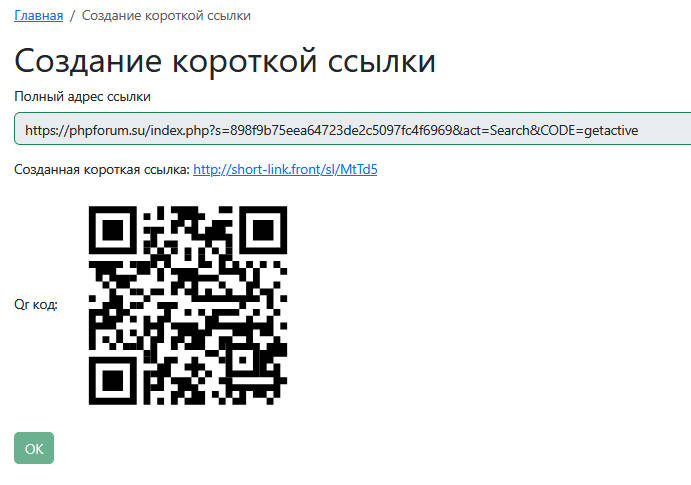 Главная / Создание короткой ссылки
Создание короткой ссылки
Полный адрес ссылки
https://phpforum.su/index.php?s=898f9b75eea64723de2c5097fc4f6969&act=Search&CODE=getactive
Созданная короткая ссылка: http://short-link.front/sl/MtTd5
Qr код:
OK